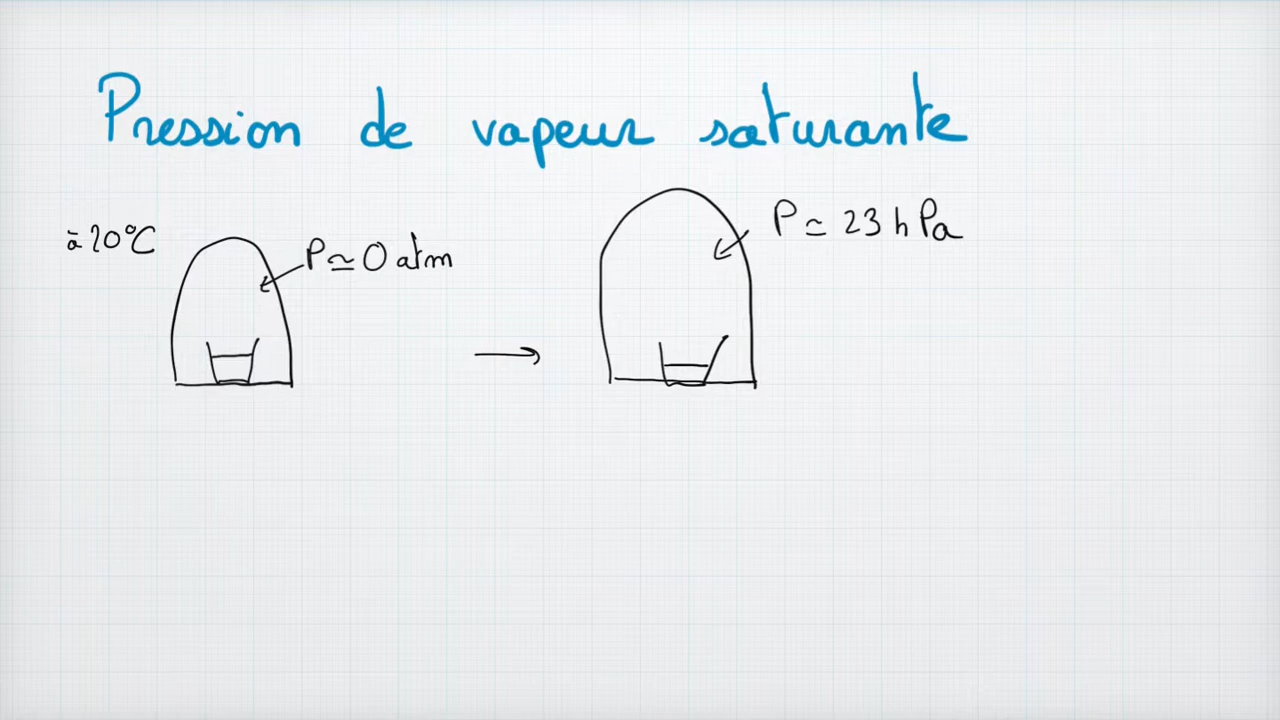 Pression de vapeur saturante
à 20°C
P ≃ 0 atm
P ≃ 23 hPa